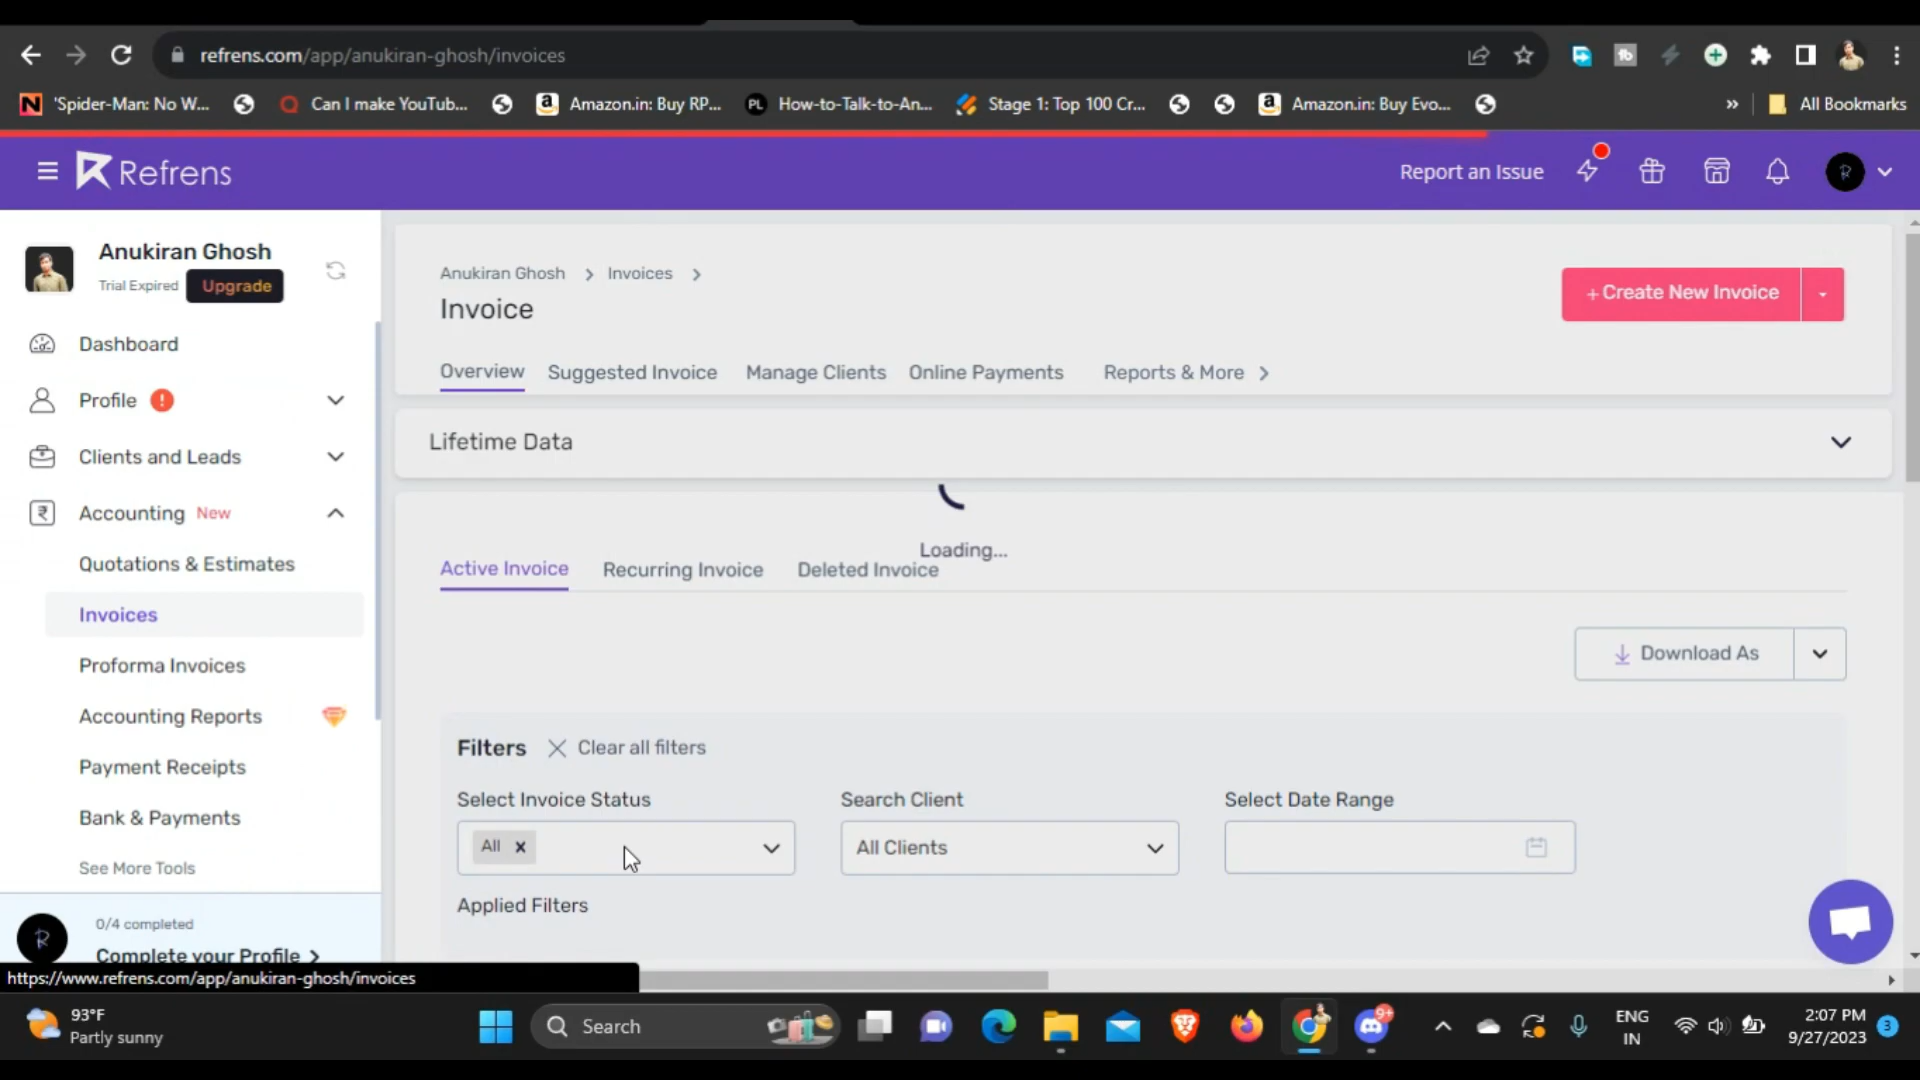 refrens.com/app/anukiran-ghosh/invoices
'Spider-Man: No W...
Can I make YouTub...
Amazon.in: Buy RP...
How-to-Talk-to-An...
Stage 1: Top 100 Cr...
Amazon.in: Buy Evo...
»
All Bookmarks
Refrens
Report an Issue
Anukiran Ghosh
Trial Expired
Upgrade
Dashboard
Profile
Clients and Leads
Accounting New
Quotations & Estimates
Invoices
Proforma Invoices
Accounting Reports
Payment Receipts
Bank & Payments
See More Tools
0/4 completed
Complete your Profile >
https://www.refrens.com/app/anukiran-ghosh/invoices
Anukiran Ghosh > Invoices >
Invoice
+ Create New Invoice
Overview
Suggested Invoice
Manage Clients
Online Payments
Reports & More >
Lifetime Data
Loading...
Active Invoice
Recurring Invoice
Deleted Invoice
Download As
Filters
Clear all filters
Select Invoice Status
Search Client
Select Date Range
All x
All Clients
Applied Filters
93°F
Partly sunny
Search
9+
ENG
IN
2:07 PM
9/27/2023
3